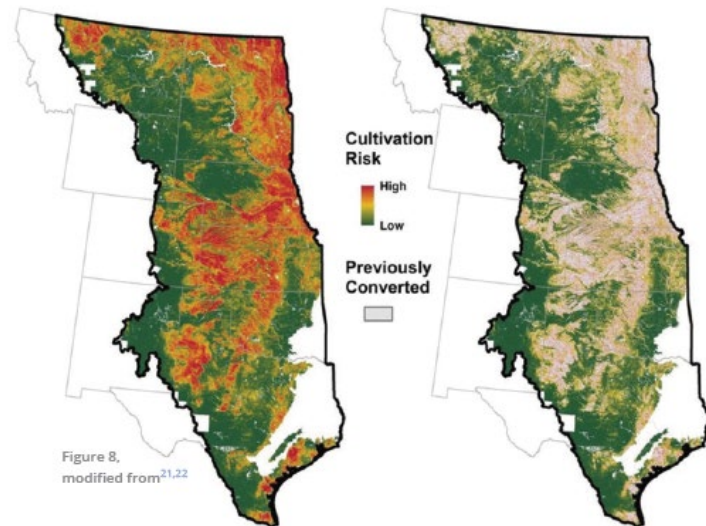 Cultivation
Risk
High
Low
Previously
Converted
Figure 8,
modified from21,22